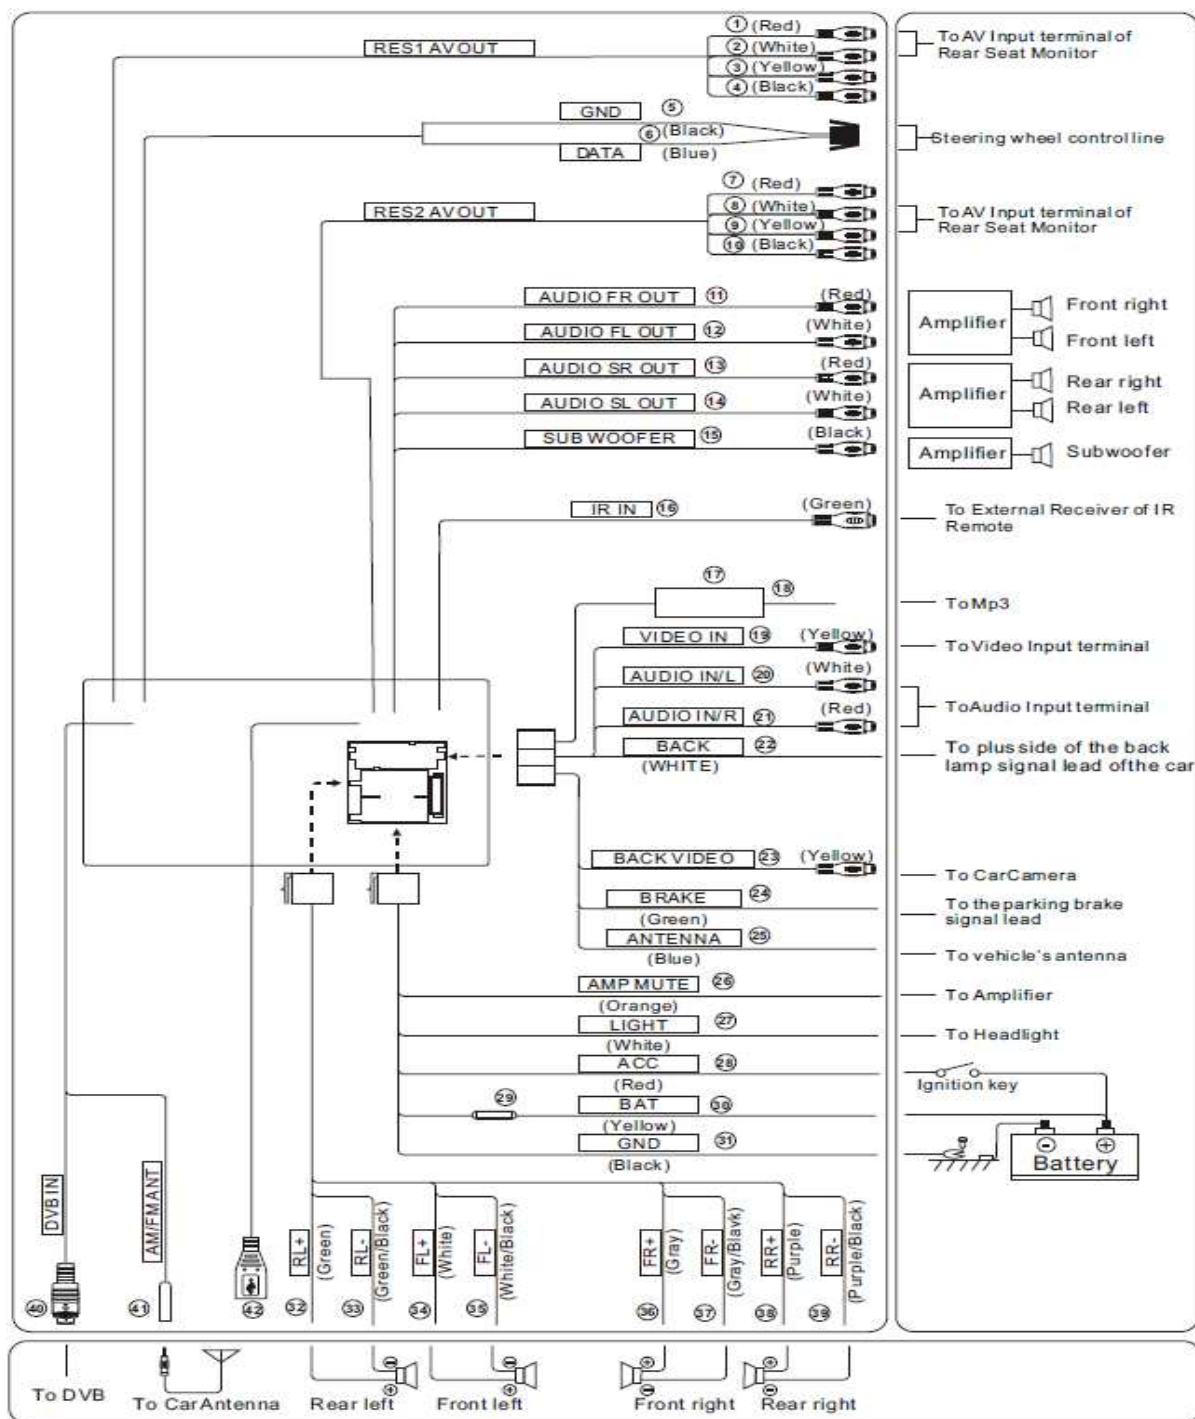 RES1 AVOUT
1 (Red)
2 (White)
3 (Yellow)
4 (Black)
To AV Input terminal of
Rear Seat Monitor
GND 5
6 (Black)
DATA (Blue)
Steering wheel control line
RES2 AVOUT
7 (Red)
8 (White)
9 (Yellow)
10 (Black)
To AV Input terminal of
Rear Seat Monitor
AUDIO FR OUT 11 (Red)
AUDIO FL OUT 12 (White)
Amplifier
Front right
Front left
AUDIO SR OUT 13 (Red)
AUDIO SL OUT 14 (White)
Amplifier
Rear right
Rear left
SUB WOOFER 15 (Black)
Amplifier
Subwoofer
IR IN 16 (Green)
To External Receiver of IR
Remote
17
18
To Mp3
VIDEO IN 19 (Yellow)
To Video Input terminal
AUDIO IN/L 20 (White)
AUDIO IN/R 21 (Red)
To Audio Input terminal
BACK 22
(WHITE)
To plus side of the back
lamp signal lead of the car
BACK VIDEO 23 (Yellow)
To CarCamera
BRAKE 24
(Green)
To the parking brake
signal lead
ANTENNA 25
(Blue)
To vehicle's antenna
AMP MUTE 26
(Orange)
To Amplifier
LIGHT 27
(White)
To Headlight
ACC 28
(Red)
Ignition key
29
BAT 30
(Yellow)
GND 31
(Black)
Battery
DVB IN
AM/FM ANT
RL+
(Green)
RL-
(Green/Black)
FL+
(White)
FL-
(White/Black)
FR+
(Gray)
FR-
(Gray/Blavk)
RR+
(Purple)
RR-
(Purple/Black)
40
41
42
32
33
34
35
36
37
38
39
To DVB
To Car Antenna
Rear left
Front left
Front right
Rear right